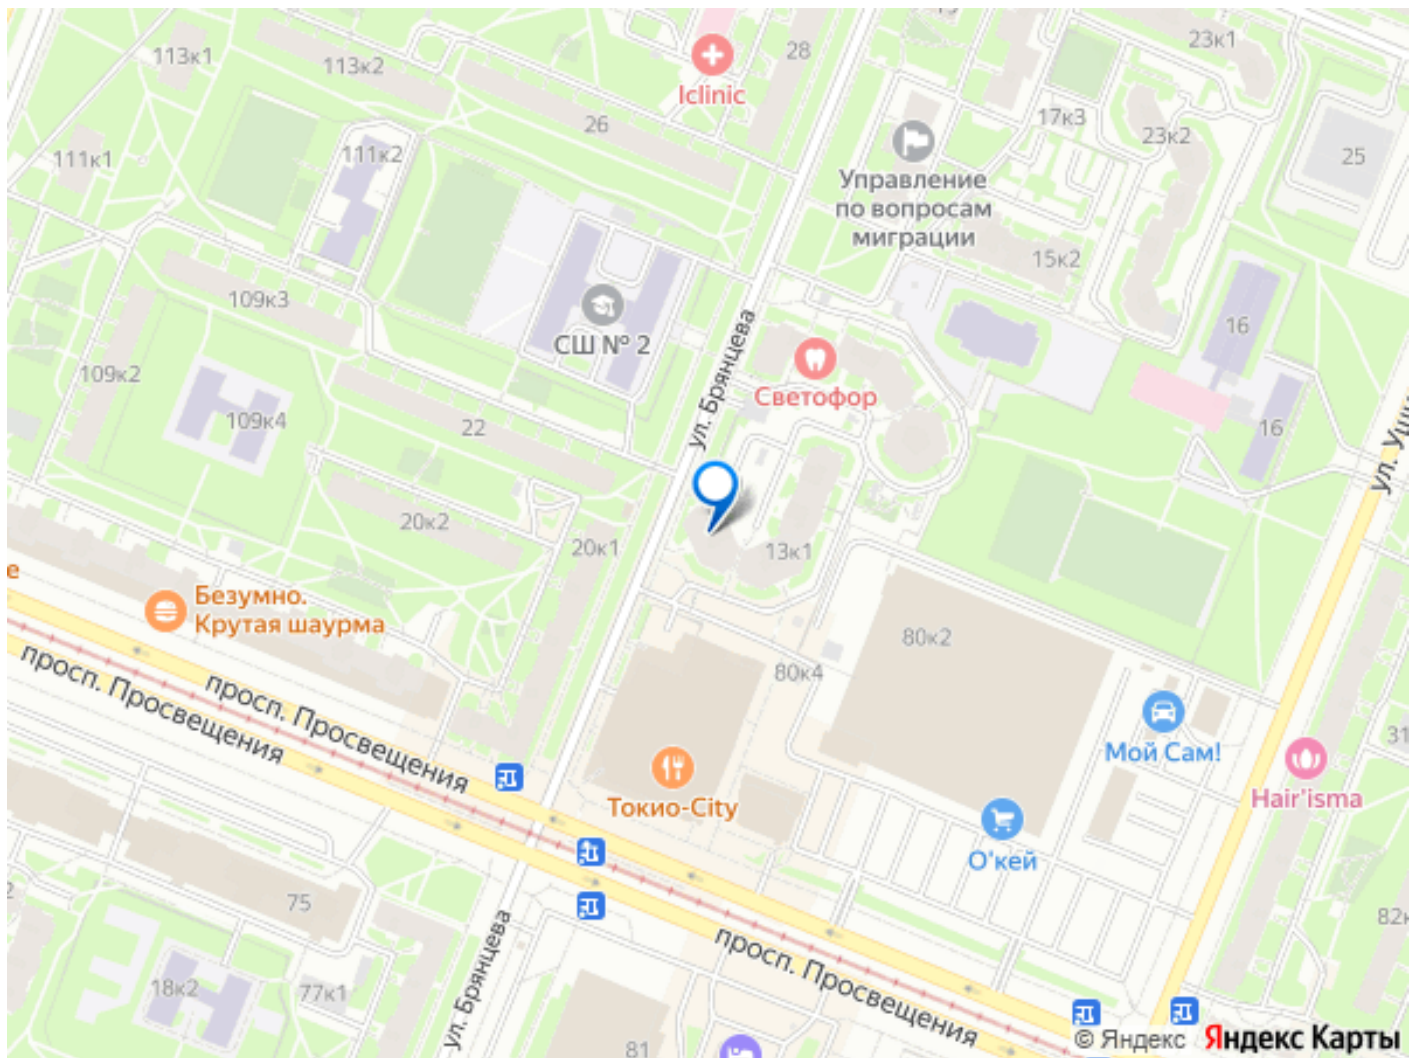 23к1
28
113к1
113к2
Iclinic
17к3
26
23к2
25
111к1
111к2
Управление
по вопросам
миграции
15к2
109к3
16
СШ № 2
ул. Брянцева
109к2
Светофор
109к4
22
16
20к2
20к1
13к1
Безумно.
Крутая шаурма
80к2
80к4
просп. Просвещения
просп. Просвещения
Мой Сам!
Токио-City
Hair'isma
О'кей
75
ул. Брянцева
просп. Просвещения
18к2
77к1
81
© Яндекс Яндекс Карты